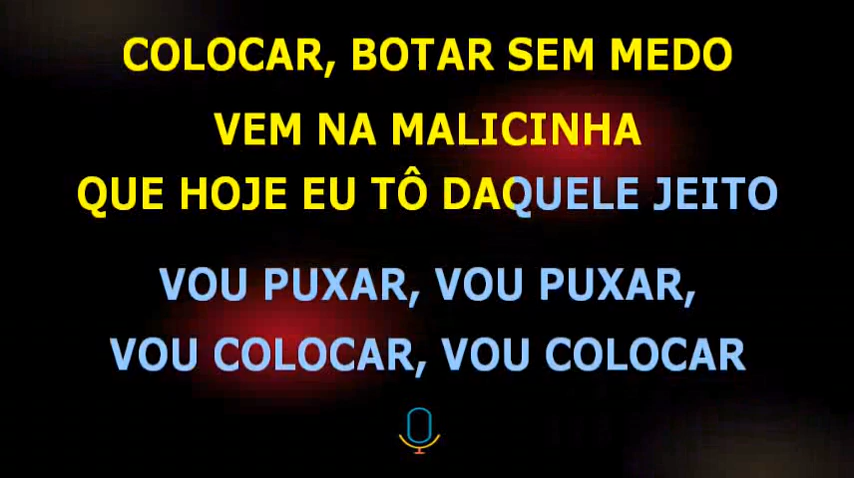 COLOCAR, BOTAR SEM MEDO
VEM NA MALICINHA
QUE HOJE EU TÔ DAQUELE JEITO
VOU PUXAR, VOU PUXAR,
VOU COLOCAR, VOU COLOCAR